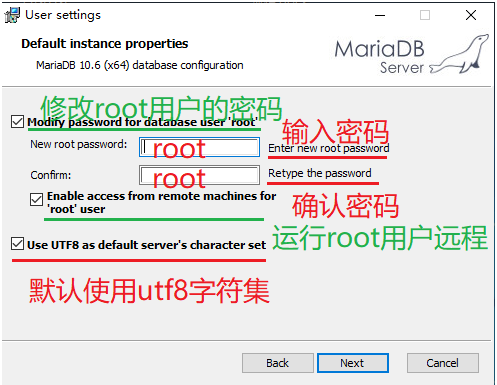 User settings
Default instance properties
MariaDB 10.6 (x64) database configuration
MariaDB
Server
修改root用户的密码
Modify password for database user 'root'
输入密码
New root password:
root
Enter new root password
Confirm:
root
Retype the password
Enable access from remote machines for
'root' user
确认密码
运行root用户远程
Use UTF8 as default server's character set
默认使用utf8字符集
Back
Next
Cancel